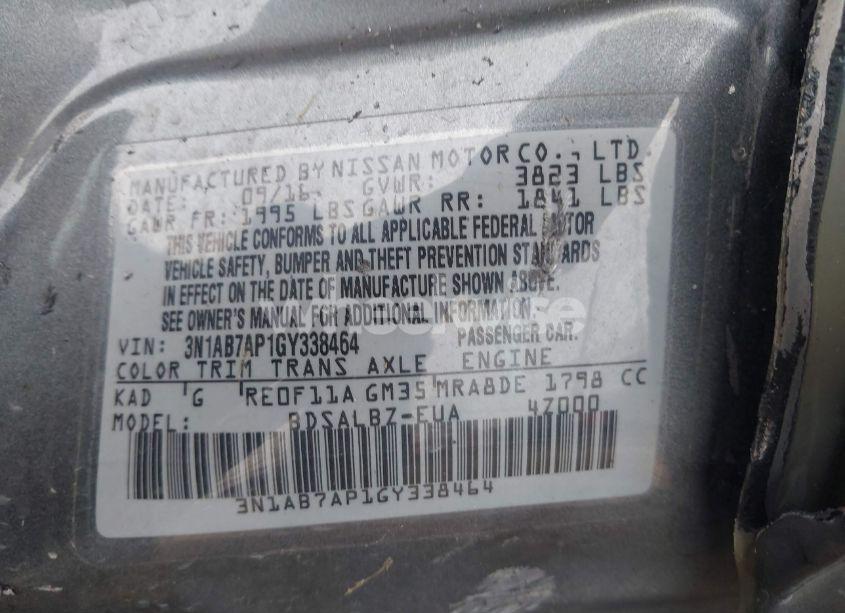 MANUFACTURED BY NISSAN MOTOR CO., LTD.
DATE: 09/16 GVWR: 3823 LBS
GAWR FR: 1995 LBS GAWR RR: 1841 LBS
THIS VEHICLE CONFORMS TO ALL APPLICABLE FEDERAL MOTOR
VEHICLE SAFETY, BUMPER AND THEFT PREVENTION STANDARDS
IN EFFECT ON THE DATE OF MANUFACTURE SHOWN ABOVE.
SEE OWNER'S MANUAL FOR ADDITIONAL INFORMATION.
VIN: 3N1AB7AP1GY338464 PASSENGER CAR.
COLOR TRIM TRANS AXLE ENGINE
KAD G RE0F11A GM35 MRA8DE 1798 CC
MODEL: BDSALBZ-EUA 4Z000
3N1AB7AP1GY338464